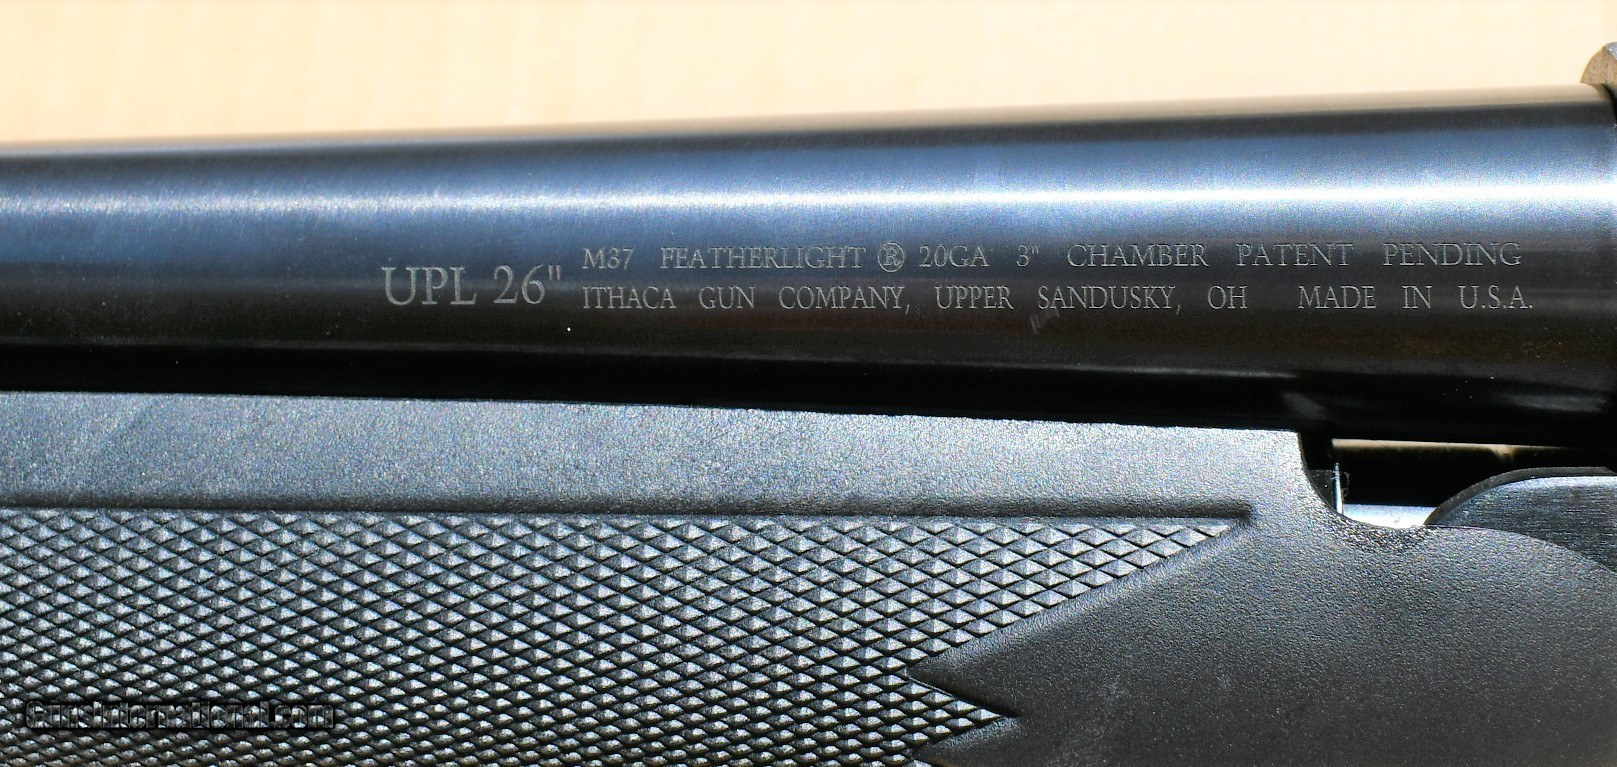 UPL 26"
M37 FEATHERLIGHT ® 20GA 3" CHAMBER PATENT PENDING
ITHACA GUN COMPANY, UPPER SANDUSKY, OH MADE IN U.S.A.
GunsInternational.com